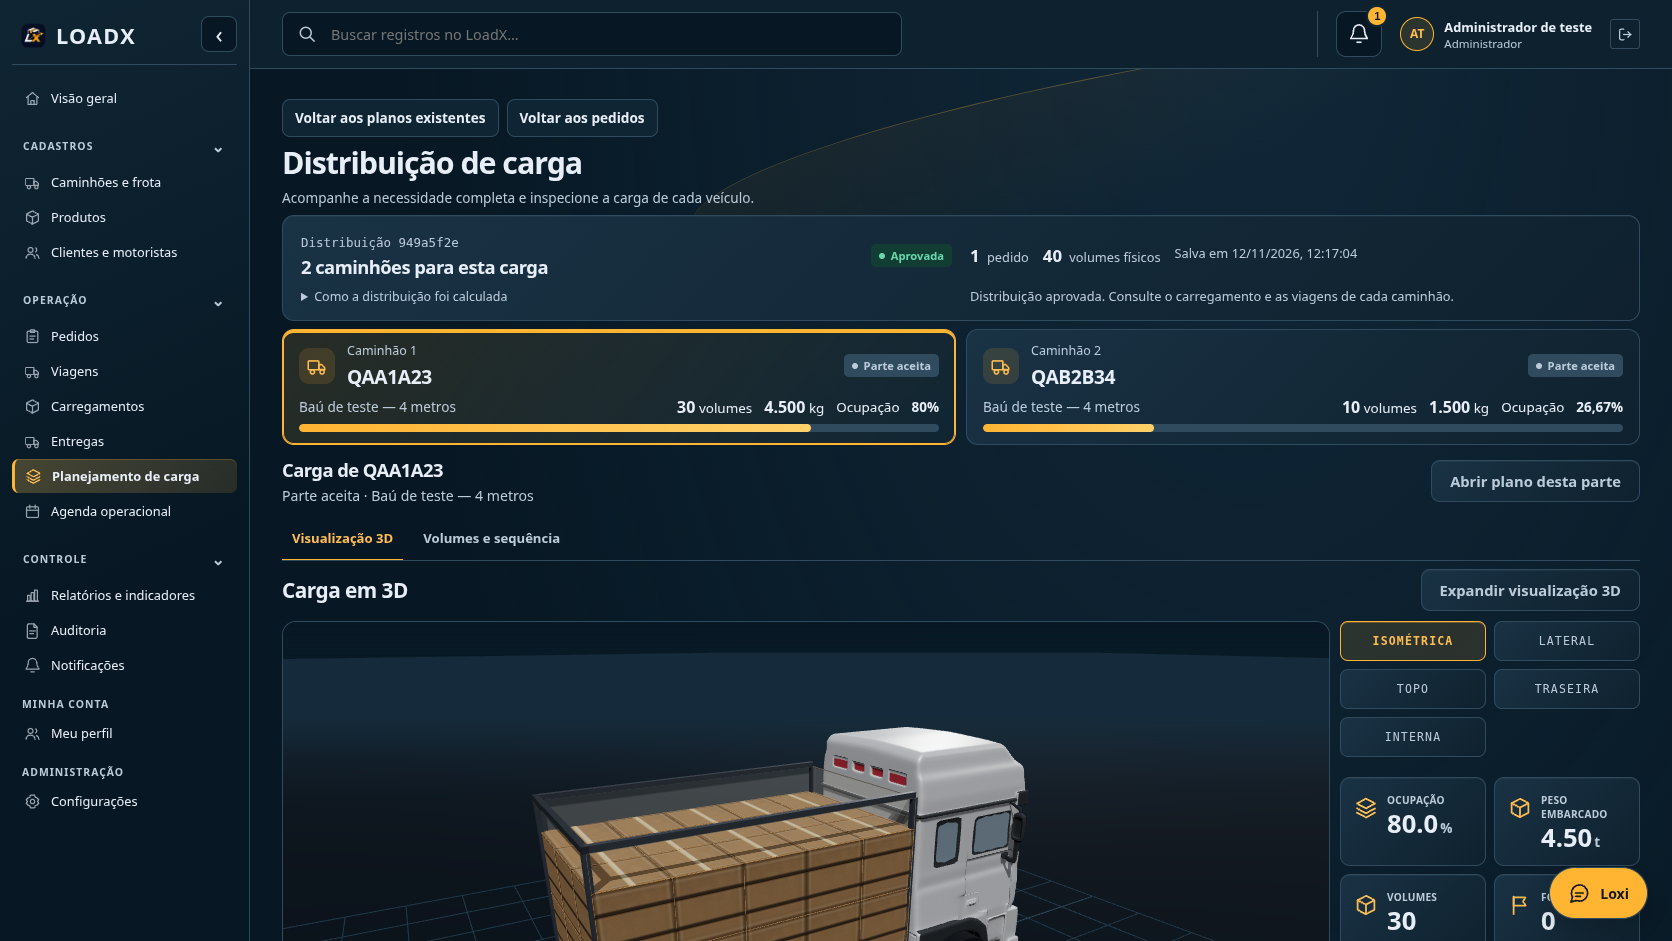 LOADX
Buscar registros no LoadX...
1
AT
Administrador de teste
Administrador
Visão geral
CADASTROS
Caminhões e frota
Produtos
Clientes e motoristas
OPERAÇÃO
Pedidos
Viagens
Carregamentos
Entregas
Planejamento de carga
Agenda operacional
CONTROLE
Relatórios e indicadores
Auditoria
Notificações
MINHA CONTA
Meu perfil
ADMINISTRAÇÃO
Configurações
Voltar aos planos existentes
Voltar aos pedidos
Distribuição de carga
Acompanhe a necessidade completa e inspecione a carga de cada veículo.
Distribuição 949a5f2e
2 caminhões para esta carga
Como a distribuição foi calculada
Aprovada
1 pedido 40 volumes físicos Salva em 12/11/2026, 12:17:04
Distribuição aprovada. Consulte o carregamento e as viagens de cada caminhão.
Caminhão 1
QAA1A23
Parte aceita
Baú de teste — 4 metros
30 volumes 4.500 kg Ocupação 80%
Caminhão 2
QAB2B34
Parte aceita
Baú de teste — 4 metros
10 volumes 1.500 kg Ocupação 26,67%
Carga de QAA1A23
Parte aceita · Baú de teste — 4 metros
Abrir plano desta parte
Visualização 3D
Volumes e sequência
Carga em 3D
Expandir visualização 3D
ISOMÉTRICA
LATERAL
TOPO
TRASEIRA
INTERNA
OCUPAÇÃO
80.0 %
PESO
EMBARCADO
4.50 t
VOLUMES
30
0
Loxi